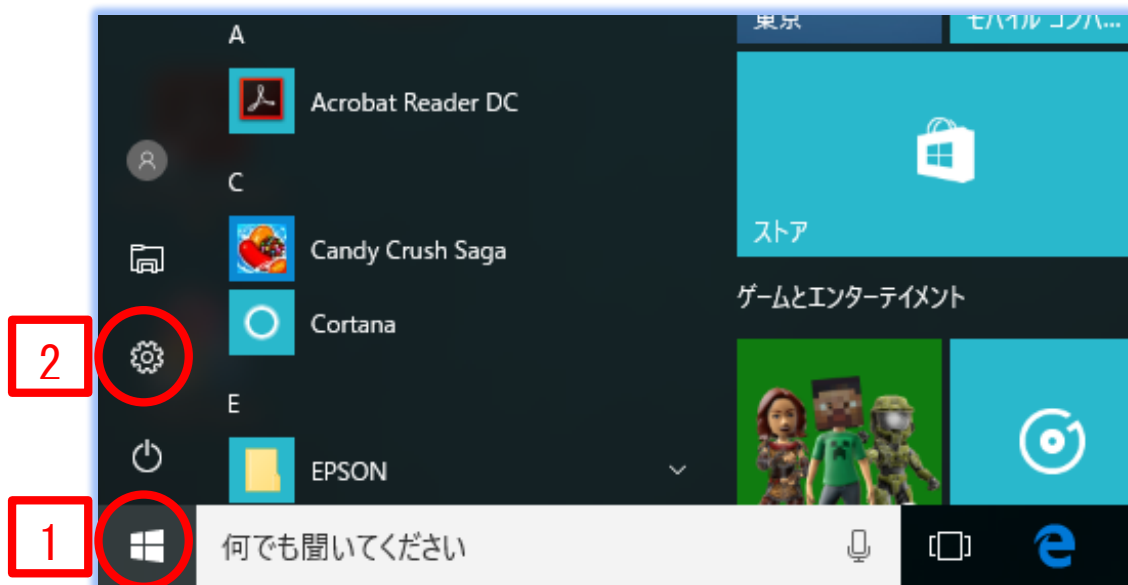 A
Acrobat Reader DC
C
Candy Crush Saga
Cortana
E
EPSON
東京
モバイル コンパ...
ストア
ゲームとエンターテイメント
2
1
何でも聞いてください